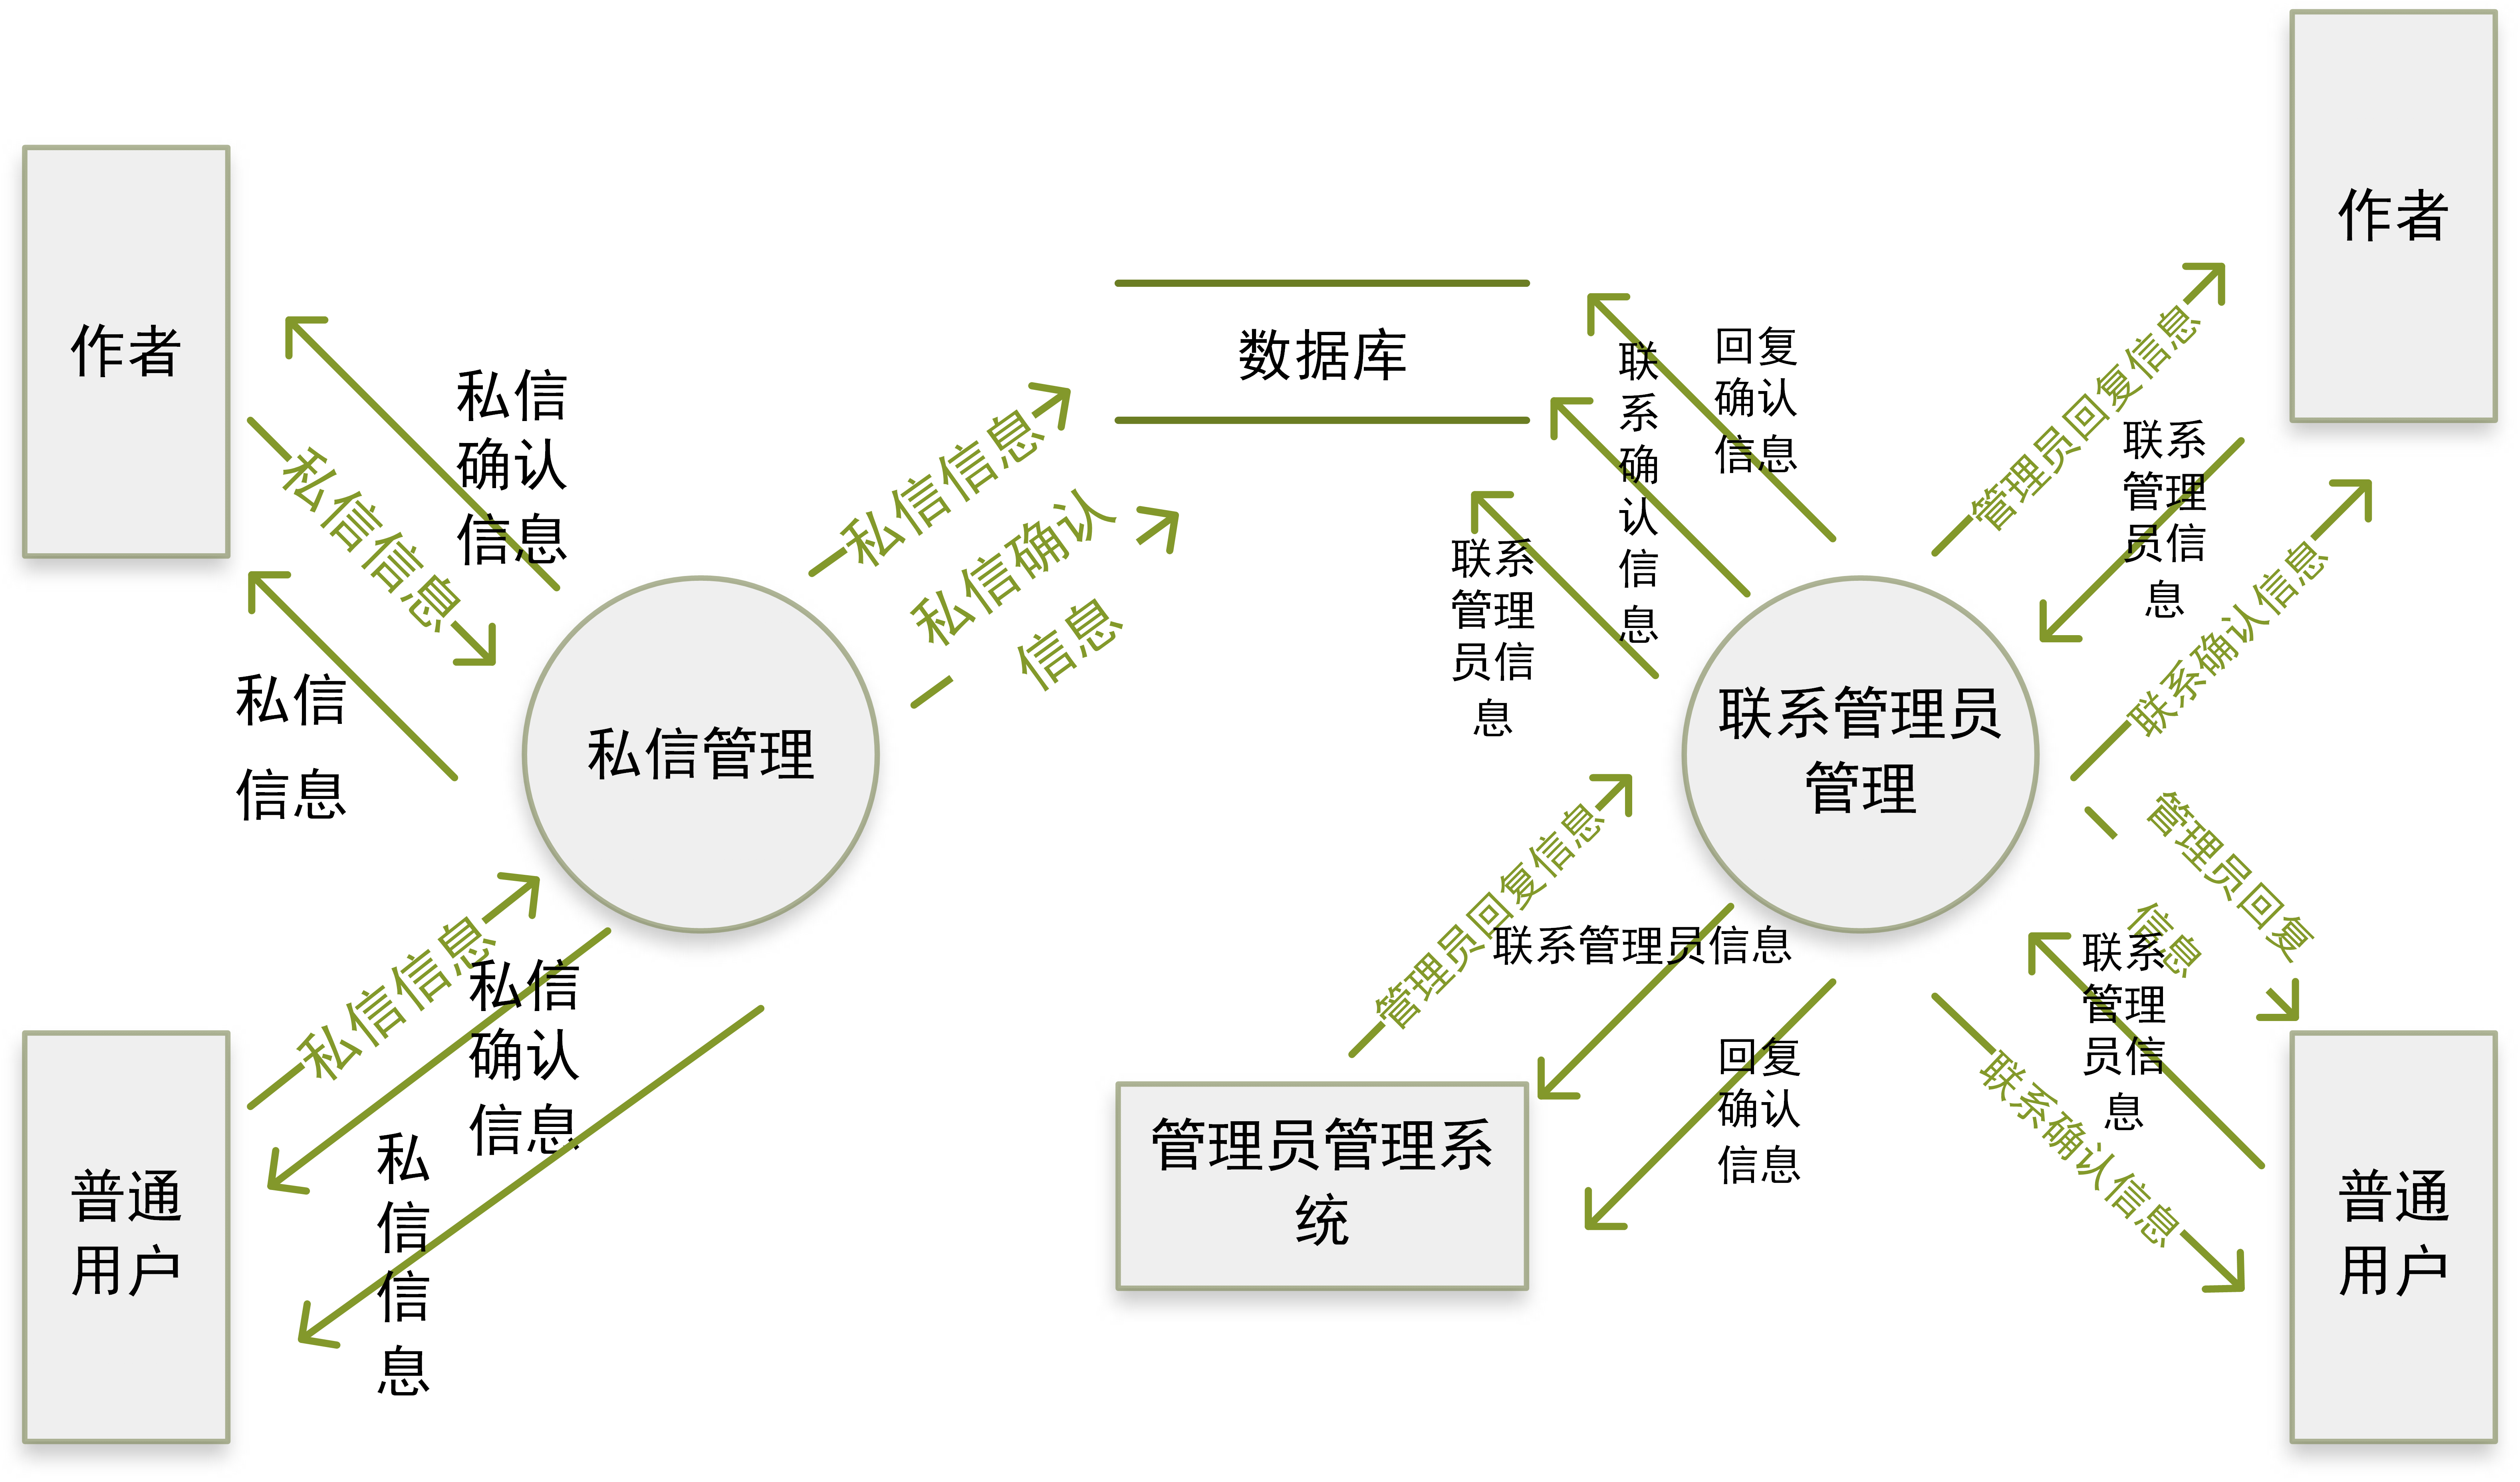 作者
私信
确认
信息
私信信息
私信
信息
私信管理
私信信息
私信
确认
信息
私
信
信
息
普通
用户
私信信息
私信确认
信息
数据库
联系
管理
员信
息
联
系
确
认
信
息
回复
确认
信息
联系管理员
管理
管理员回复信息
联系管理员信息
回复
确认
信息
管理员管理系
统
作者
管理员回复信息
联系
管理
员信
息
联系确认信息
管理员回复
信息
联系
管理
员信
息
联系确认信息
普通
用户